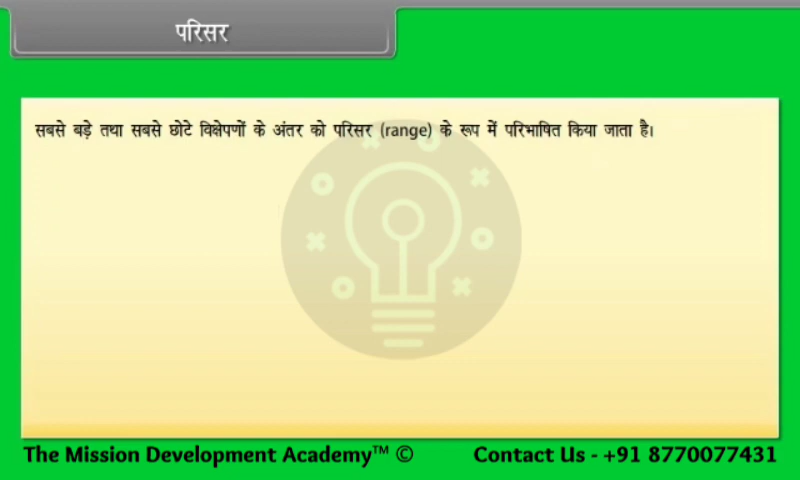 परिसर
सबसे बड़े तथा सबसे छोटे विक्षेपणों के अंतर को परिसर (range) के रूप में परिभाषित किया जाता है।
The Mission Development Academy™ © Contact Us - +91 8770077431